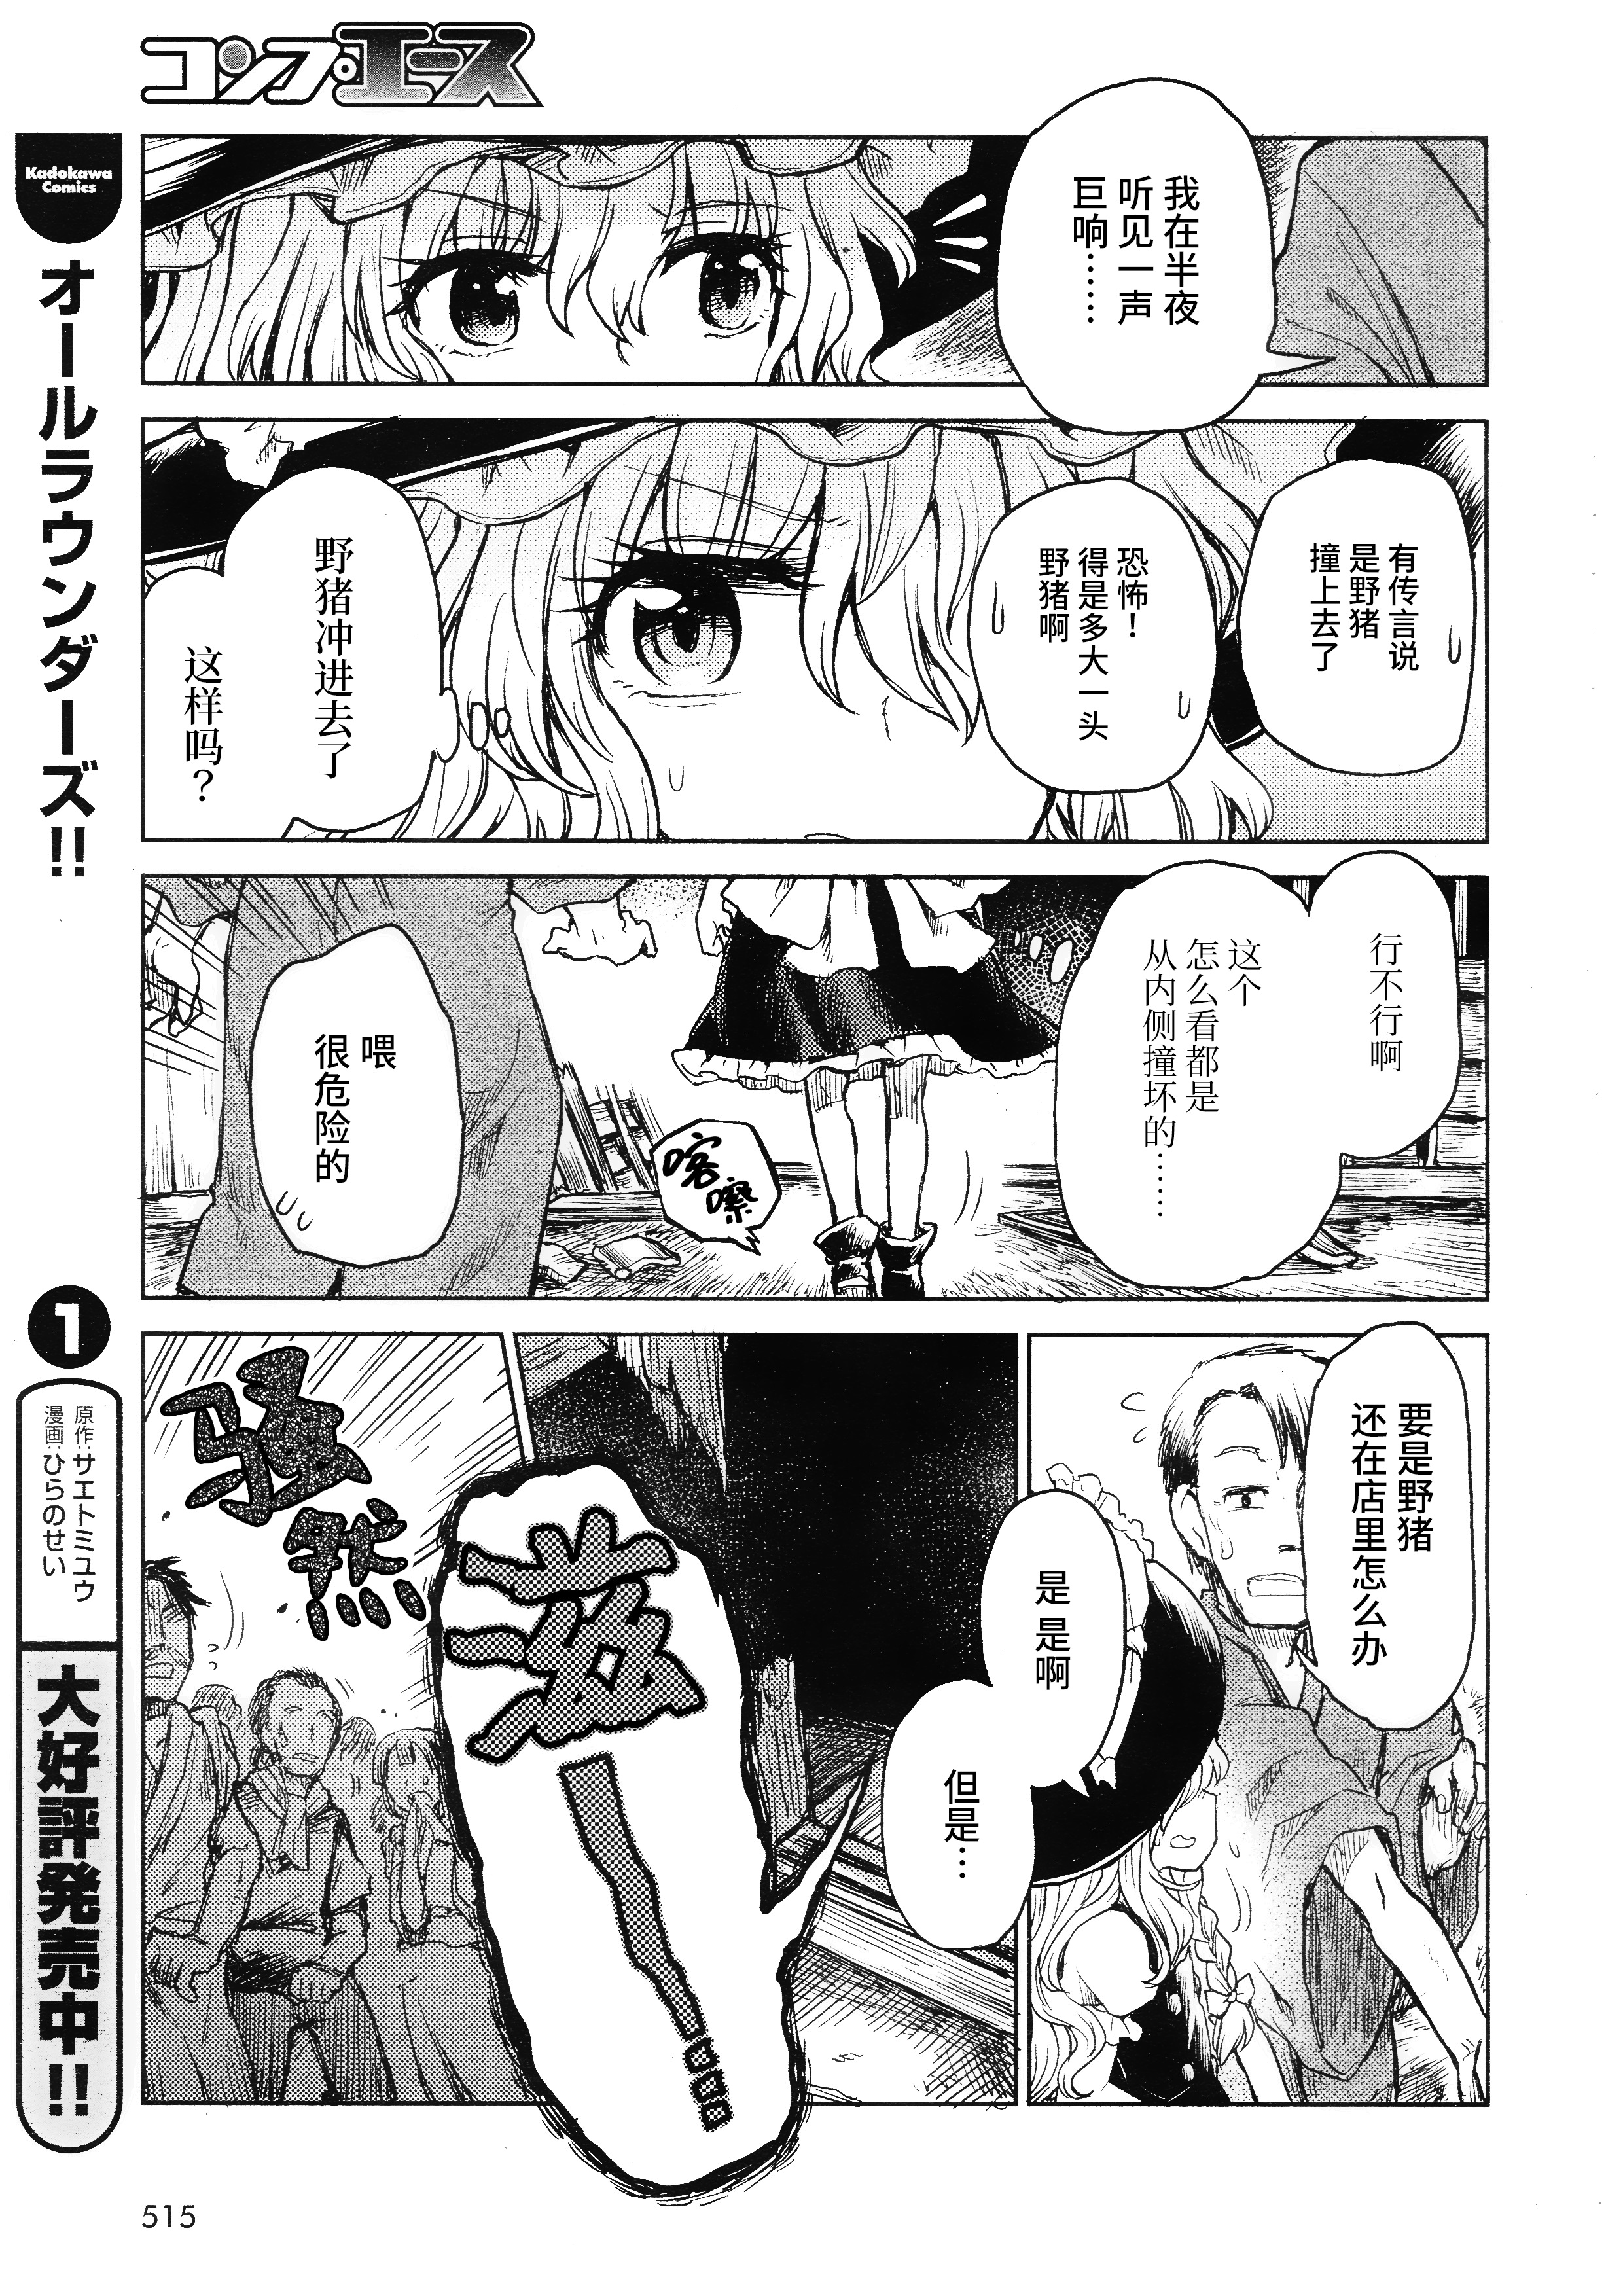 コンプ・エース
我在半夜
听见一声
巨响……
有传言说
是野猪
撞上去了
恐怖！
得是多大一头
野猪啊
野猪冲进去了
这样吗？
行不行啊
这个
怎么看都是
从内侧撞坏的……
喀嚓
喂
很危险的
要是野猪
还在店里怎么办
是 是啊
但是…
骚然
Kadokawa
Comics
オールラウンダーズ!!
1
原作：サエトミユウ
漫画：ひらのせい
大好評発売中!!
515